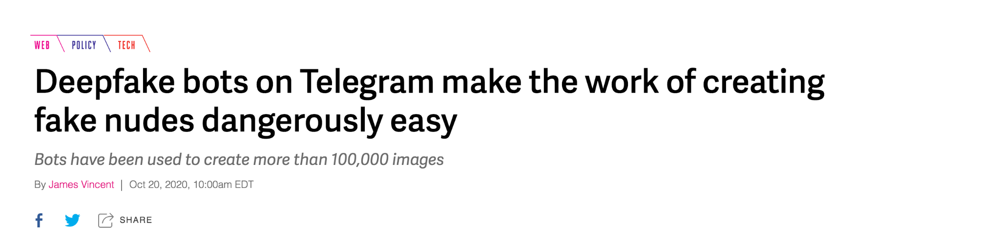 WEB POLICY TECH
Deepfake bots on Telegram make the work of creating
fake nudes dangerously easy
Bots have been used to create more than 100,000 images
By James Vincent | Oct 20, 2020, 10:00am EDT
SHARE